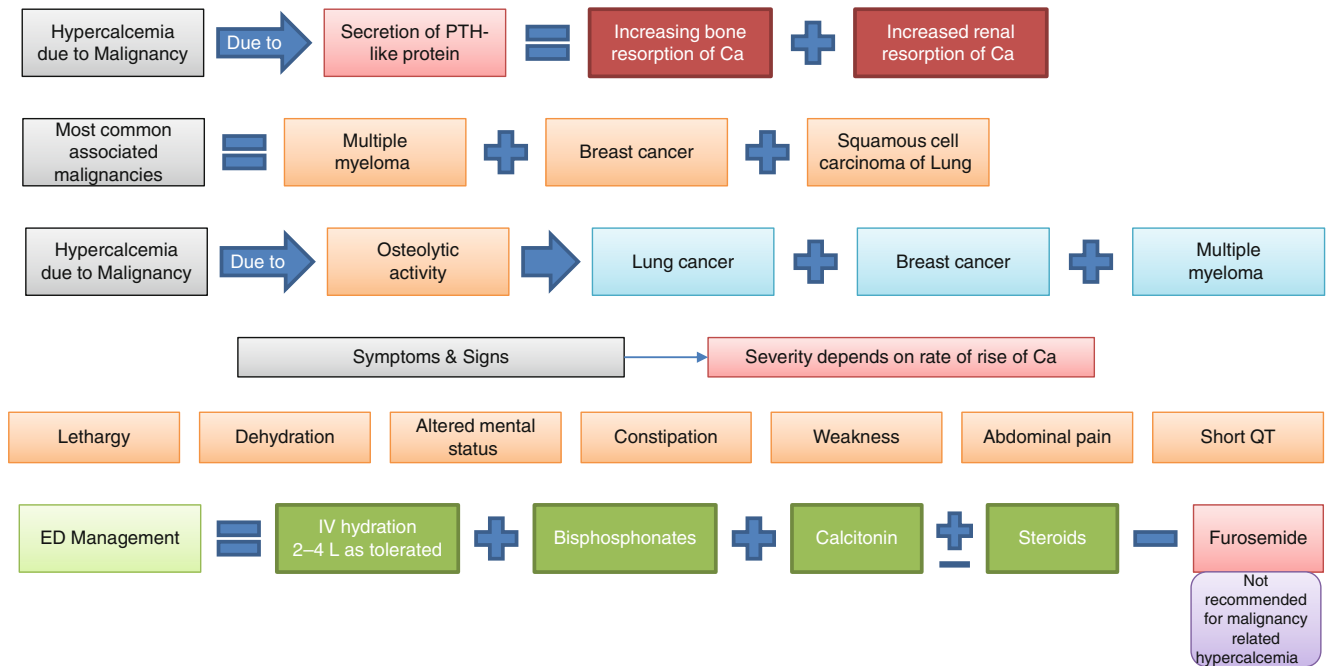 Hypercalcemia
due to Malignancy
Due to
Secretion of PTH-
like protein
Increasing bone
resorption of Ca
Increased renal
resorption of Ca
Most common
associated
malignancies
Multiple
myeloma
Breast cancer
Squamous cell
carcinoma of Lung
Hypercalcemia
due to Malignancy
Due to
Osteolytic
activity
Lung cancer
Breast cancer
Multiple
myeloma
Symptoms & Signs
Severity depends on rate of rise of Ca
Lethargy
Dehydration
Altered mental
status
Constipation
Weakness
Abdominal pain
Short QT
ED Management
IV hydration
2–4 L as tolerated
Bisphosphonates
Calcitonin
Steroids
Furosemide
Not
recommended
for malignancy
related
hypercalcemia